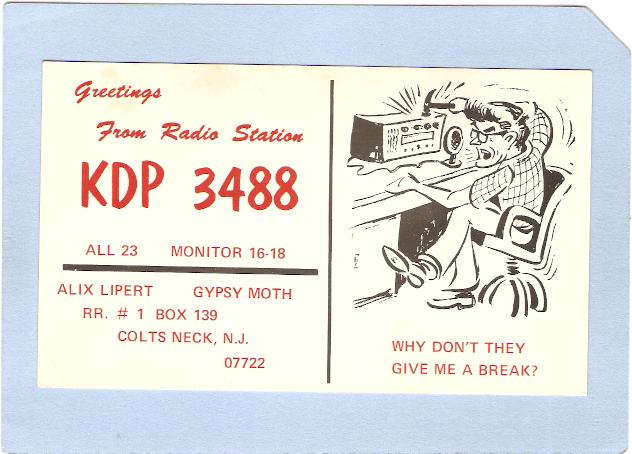 Greetings
From Radio Station
KDP 3488
ALL 23 MONITOR 16-18
ALIX LIPERT GYPSY MOTH
RR. # 1 BOX 139
COLTS NECK, N.J.
07722
WHY DON'T THEY
GIVE ME A BREAK?